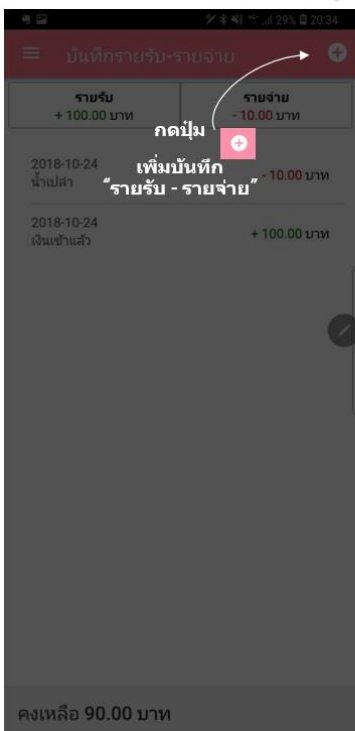 29% 20:34
บันทึกรายรับ-รายจ่าย
รายรับ
+ 100.00 บาท
รายจ่าย
- 10.00 บาท
กดปุ่ม
เพิ่มบันทึก
“รายรับ - รายจ่าย”
2018-10-24
น้ำเปล่า
- 10.00 บาท
2018-10-24
เงินเข้าแล้ว
+ 100.00 บาท
คงเหลือ 90.00 บาท